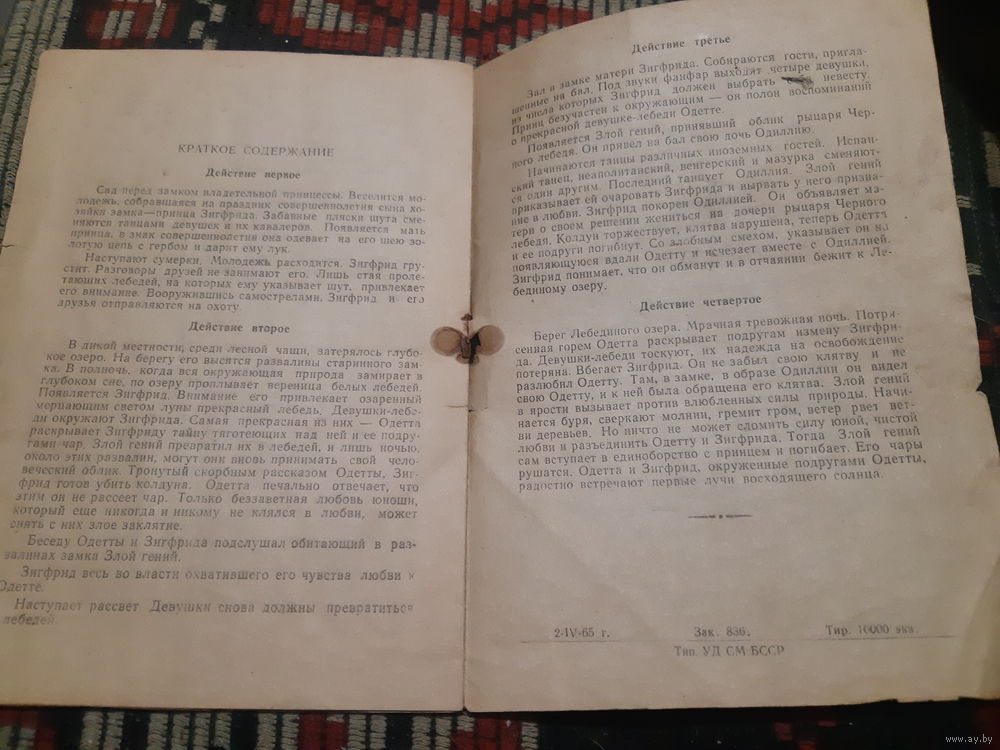 КРАТКОЕ СОДЕРЖАНИЕ
Действие первое
Сад перед замком владетельной принцессы. Веселится мо-
лодежь, собравшаяся на праздник совершеннолетия сына хо-
зяйки замка—принца Зигфрида. Забавные пляски шута сме-
няются танцами девушек и их кавалеров. Появляется мать
принца, в знак совершеннолетия она одевает на его шею зо-
лотую цепь с гербом и дарит ему лук.
Наступают сумерки. Молодежь расходится. Зигфрид гру-
стит. Разговоры друзей не занимают его. Лишь стая проле-
тающих лебедей, на которых ему указывает шут, привлекает
его внимание. Вооружившись самострелами, Зигфрид и его
друзья отправляются на охоту.
Действие второе
В дикой местности, среди лесной чащи, затерялось глубо-
кое озеро. На берегу его высятся развалины старинного зам-
ка. В полночь, когда вся окружающая природа замирает в
глубоком сне, по озеру проплывает вереница белых лебедей.
Появляется Зигфрид. Внимание его привлекает озаренный
мерцающим светом луны прекрасный лебедь. Девушки-лебе-
ди окружают Зигфрида. Самая прекрасная из них — Одетта
раскрывает Зигфриду тайну тяготеющих над ней и ее подру-
гами чар. Злой гений превратил их в лебедей, и лишь ночью,
около этих развалин, могут они вновь принимать свой чело-
веческий облик. Тронутый скорбным рассказом Одетты, Зиг-
фрид готов убить колдуна. Одетта печально отвечает, что
этим он не рассеет чар. Только беззаветная любовь юноши,
который еще никогда и никому не клялся в любви, может
снять с них злое заклятие.
Беседу Одетты и Зигфрида подслушал обитающий в раз-
валинах замка Злой гений.
Зигфрид весь во власти охватившего его чувства любви к
Одетте.
Наступает рассвет. Девушки снова должны превратиться
лебедей.
Действие третье
Зал в замке матери Зигфрида. Собираются гости, пригла-
шенные на бал. Под звуки фанфар выходят четыре девушки,
из числа которых Зигфрид должен выбрать невесту.
Принц безучастен к окружающим — он полон воспоминаний
о прекрасной девушке-лебеди Одетте.
Появляется Злой гений, принявший облик рыцаря Чер-
ного лебедя. Он привел на бал свою дочь Одиллию.
Начинаются танцы различных иноземных гостей. Испан-
ский танец, неаполитанский, венгерский и мазурка сменяют-
ся один другим. Последний танцует Одиллия. Злой гений
приказывает ей очаровать Зигфрида и вырвать у него призна-
ние в любви. Зигфрид покорен Одиллией. Он объявляет ма-
тери о своем решении жениться на дочери рыцаря Черного
лебедя. Колдун торжествует, клятва нарушена, теперь Одетта
и ее подруги погибнут. Со злобным смехом, указывает он на
появляющуюся вдали Одетту и исчезает вместе с Одиллией.
Зигфрид понимает, что он обманут и в отчаянии бежит к Ле-
бединому озеру.
Действие четвертое
Берег Лебединого озера. Мрачная тревожная ночь. Потря-
сенная горем Одетта раскрывает подругам измену Зигфри-
да. Девушки-лебеди тоскуют, их надежда на освобождение
потеряна. Вбегает Зигфрид. Он не забыл свою клятву и не
разлюбил Одетту. Там, в замке, в образе Одиллии он видел
свою Одетту, и к ней была обращена его клятва. Злой гений
в ярости вызывает против влюбленных силы природы. Начи-
нается буря, сверкают молнии, гремит гром, ветер рвет вет-
ви деревьев. Но ничто не может сломить силу юной, чистой
любви и разъединить Одетту и Зигфрида. Тогда Злой гений
сам вступает в единоборство с принцем и погибает. Его чары
рушатся. Одетта и Зигфрид, окруженные подругами Одетты,
радостно встречают первые лучи восходящего солнца.
2-IV-65 г. Зак. 836. Тир. 10000 экз.
Тип. УД СМ БССР
www.ay.by